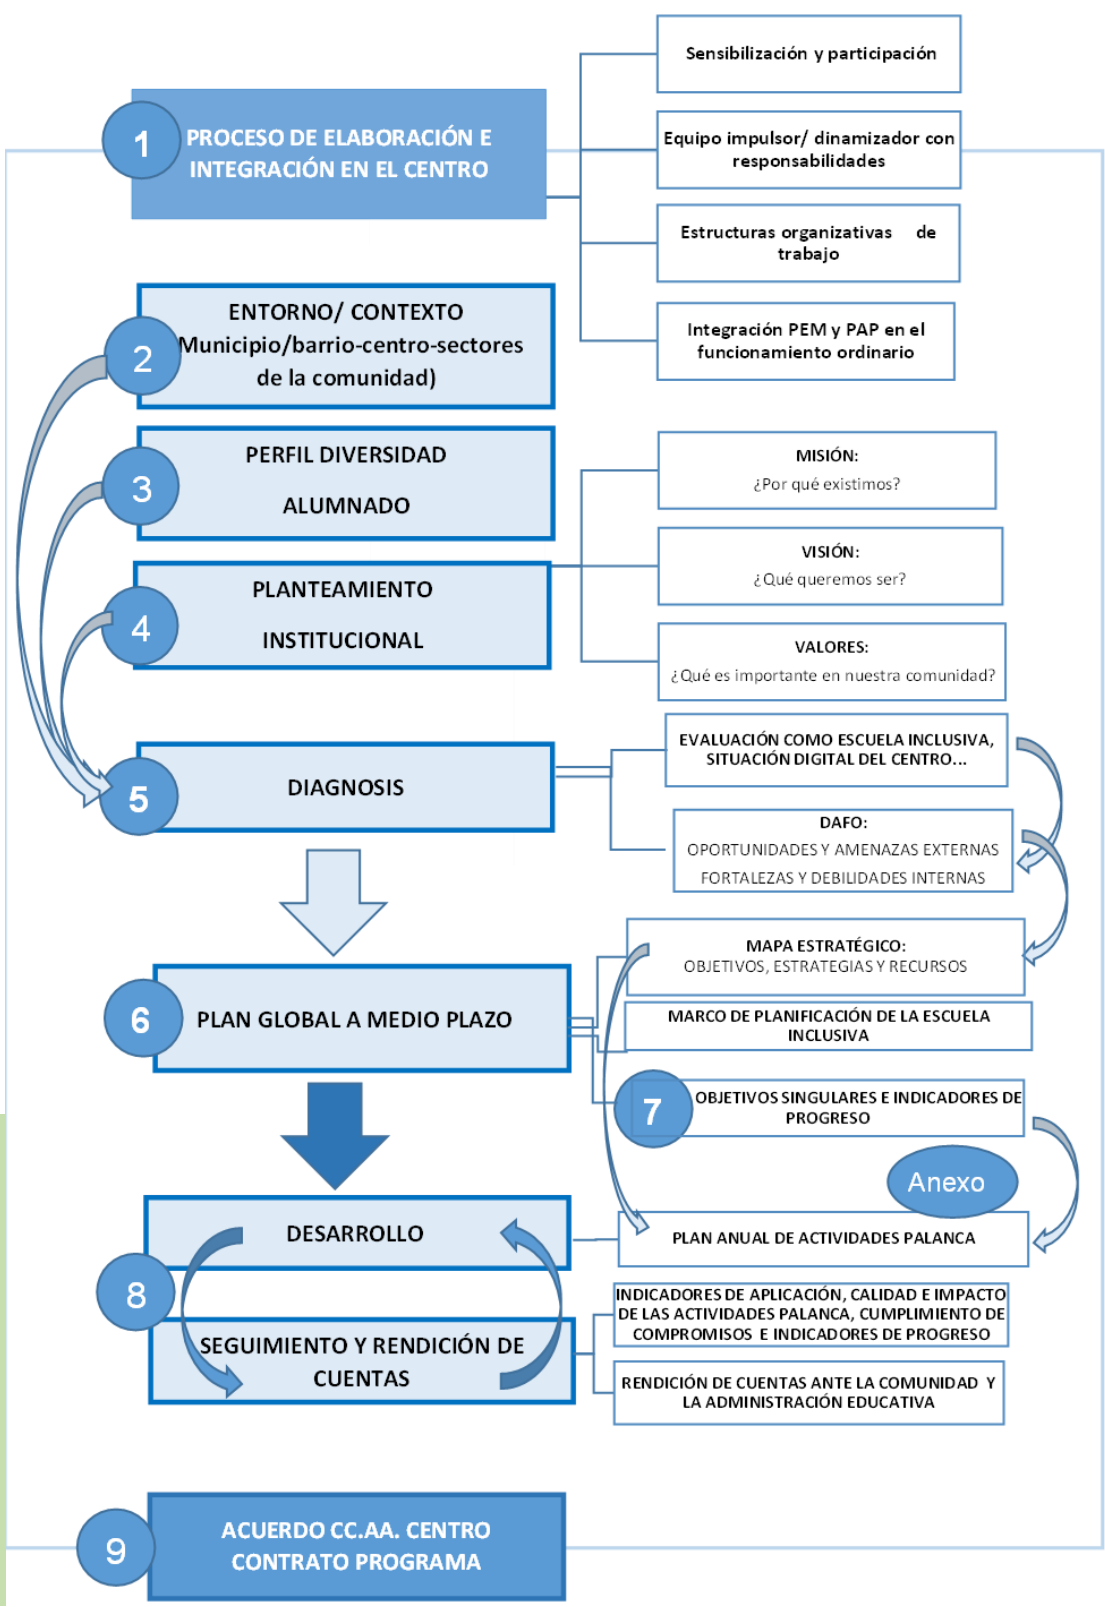 1
PROCESO DE ELABORACIÓN E
INTEGRACIÓN EN EL CENTRO
Sensibilización y participación
Equipo impulsor/ dinamizador con
responsabilidades
Estructuras organizativas de
trabajo
Integración PEM y PAP en el
funcionamiento ordinario
2
ENTORNO/ CONTEXTO
Municipio/barrio-centro-sectores
de la comunidad)
3
PERFIL DIVERSIDAD
ALUMNADO
4
PLANTEAMIENTO
INSTITUCIONAL
MISIÓN:
¿Por qué existimos?
VISIÓN:
¿Qué queremos ser?
VALORES:
¿Qué es importante en nuestra comunidad?
5
DIAGNOSIS
EVALUACIÓN COMO ESCUELA INCLUSIVA,
SITUACIÓN DIGITAL DEL CENTRO...
DAFO:
OPORTUNIDADES Y AMENAZAS EXTERNAS
FORTALEZAS Y DEBILIDADES INTERNAS
6
PLAN GLOBAL A MEDIO PLAZO
MAPA ESTRATÉGICO:
OBJETIVOS, ESTRATEGIAS Y RECURSOS
MARCO DE PLANIFICACIÓN DE LA ESCUELA
INCLUSIVA
7
OBJETIVOS SINGULARES E INDICADORES DE
PROGRESO
Anexo
8
DESARROLLO
PLAN ANUAL DE ACTIVIDADES PALANCA
SEGUIMIENTO Y RENDICIÓN DE
CUENTAS
INDICADORES DE APLICACIÓN, CALIDAD E IMPACTO
DE LAS ACTIVIDADES PALANCA, CUMPLIMIENTO DE
COMPROMISOS E INDICADORES DE PROGRESO
RENDICIÓN DE CUENTAS ANTE LA COMUNIDAD Y
LA ADMINISTRACIÓN EDUCATIVA
9
ACUERDO CC.AA. CENTRO
CONTRATO PROGRAMA